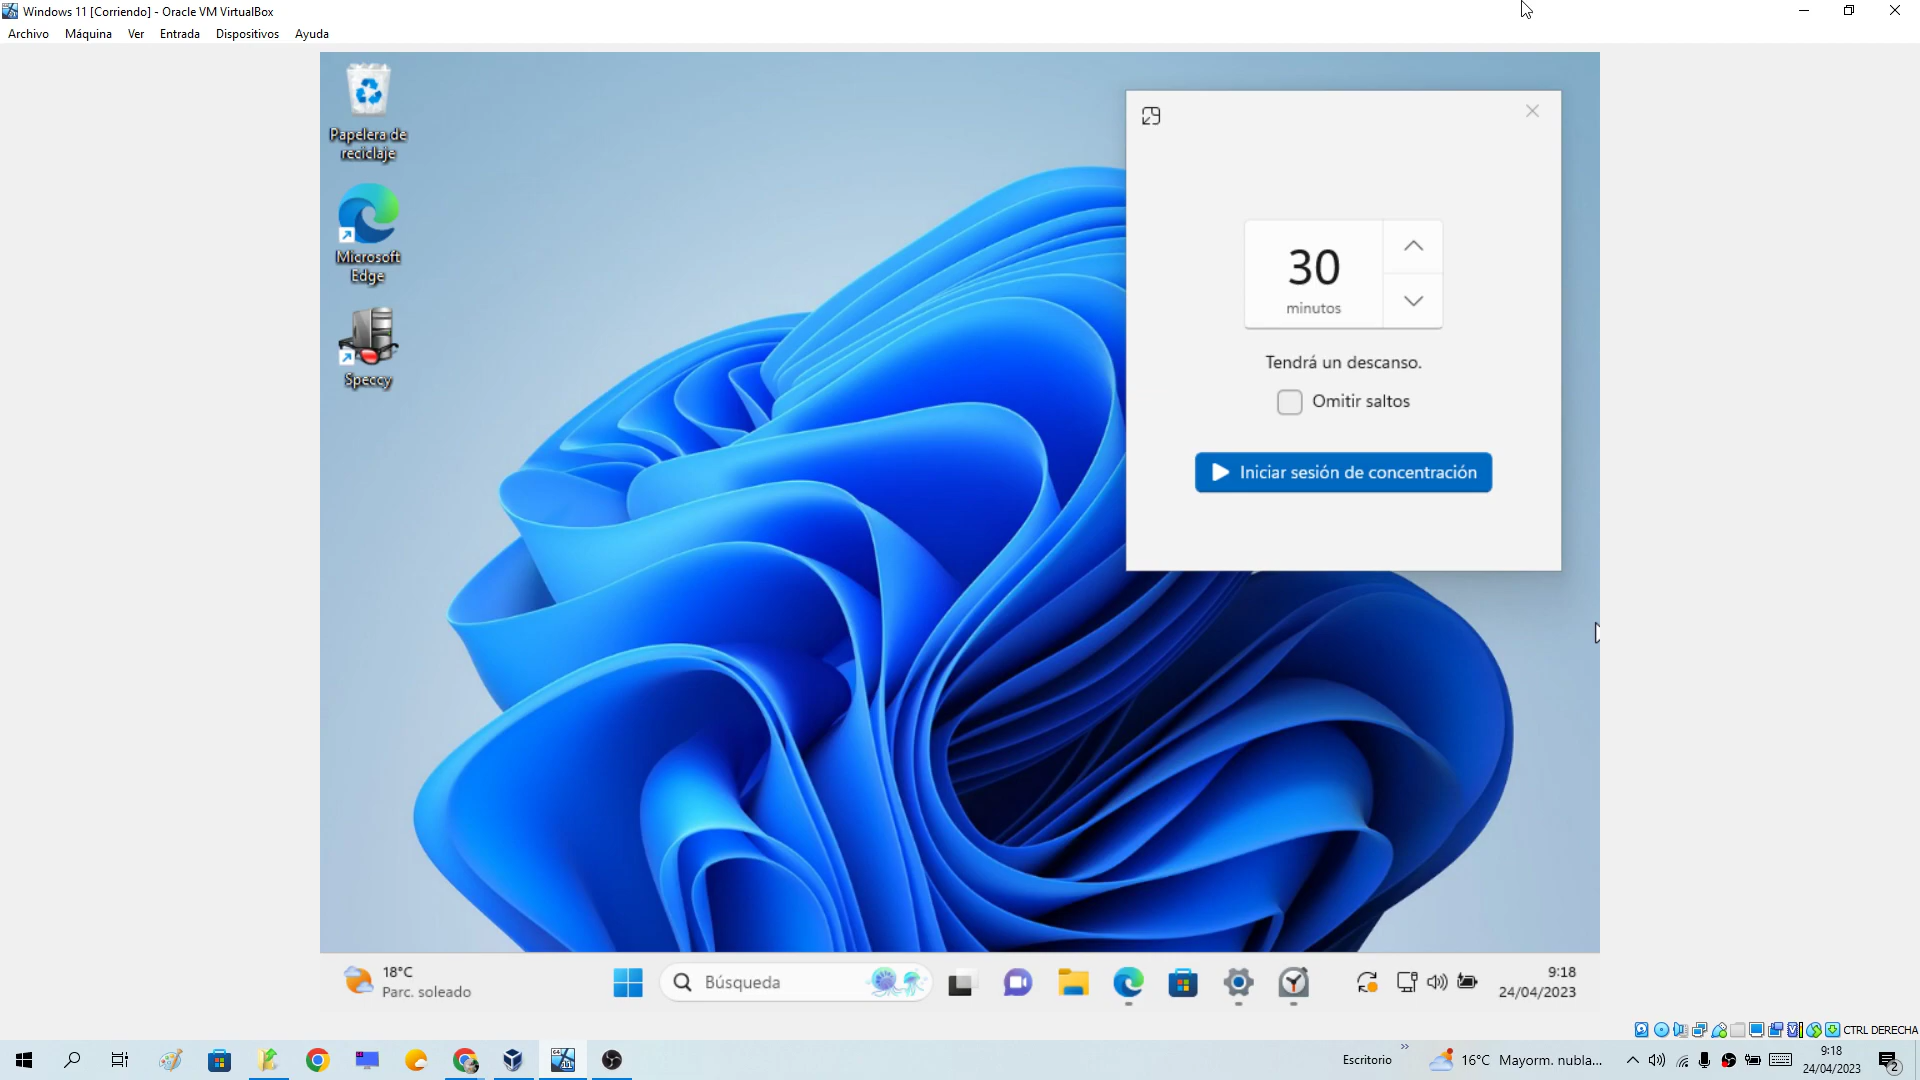 Windows 11 [Corriendo] - Oracle VM VirtualBox
Archivo Máquina Ver Entrada Dispositivos Ayuda
Papelera de
reciclaje
Microsoft
Edge
Speccy
30
minutos
Tendrá un descanso.
Omitir saltos
Iniciar sesión de concentración
18°C
Parc. soleado
Búsqueda
9:18
24/04/2023
CTRL DERECHA
Escritorio
16°C Mayorm. nubla...
9:18
24/04/2023
2